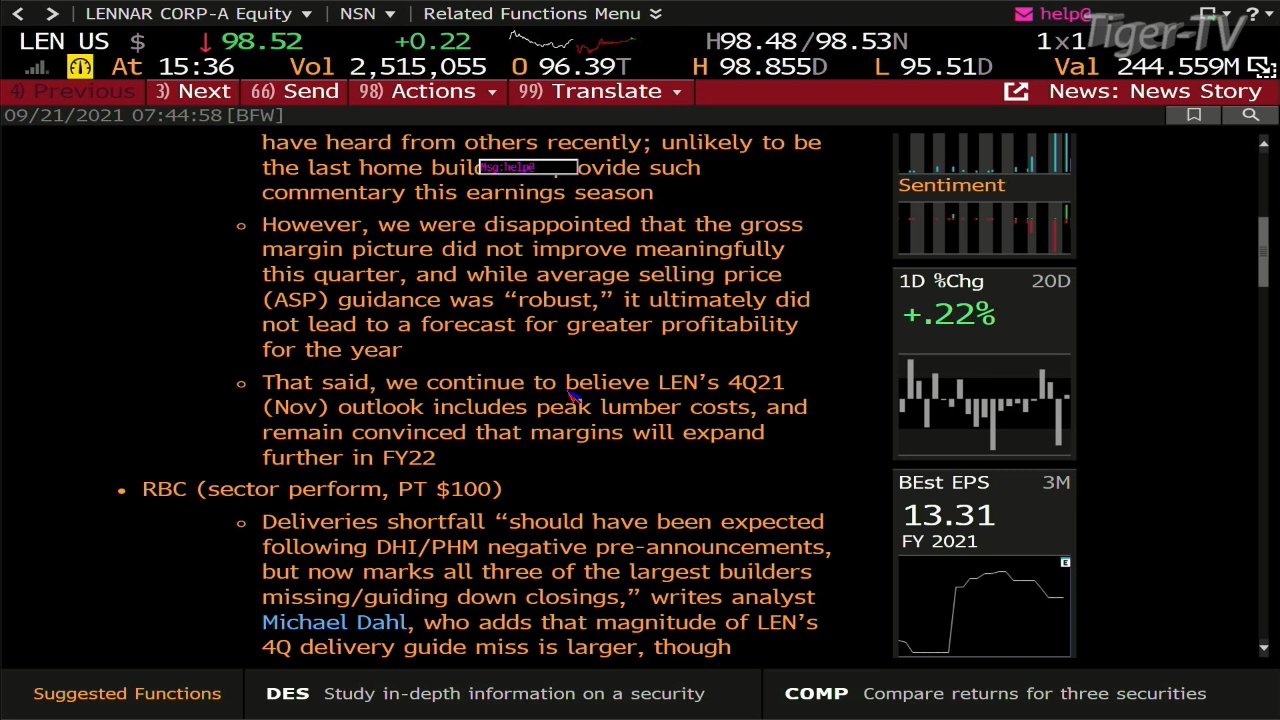 LENNAR CORP-A Equity NSN Related Functions Menu help@
Tiger-TV
LEN US $ 98.52 +0.22 H98.48/98.53N 1x1
At 15:36 Vol 2,515,055 O 96.39T H 98.855D L 95.51D Val 244.559M
4) Previous 3) Next 66) Send 98) Actions 99) Translate News: News Story
09/21/2021 07:44:58 [BFW]
have heard from others recently; unlikely to be
the last home build ovide such
Msg:help@
commentary this earnings season
However, we were disappointed that the gross
margin picture did not improve meaningfully
this quarter, and while average selling price
(ASP) guidance was “robust,” it ultimately did
not lead to a forecast for greater profitability
for the year
That said, we continue to believe LEN’s 4Q21
(Nov) outlook includes peak lumber costs, and
remain convinced that margins will expand
further in FY22
• RBC (sector perform, PT $100)
Deliveries shortfall “should have been expected
following DHI/PHM negative pre-announcements,
but now marks all three of the largest builders
missing/guiding down closings,” writes analyst
Michael Dahl, who adds that magnitude of LEN’s
4Q delivery guide miss is larger, though
Sentiment
1D %Chg 20D
+.22%
BEst EPS 3M
13.31
FY 2021
E
Suggested Functions DES Study in-depth information on a security COMP Compare returns for three securities